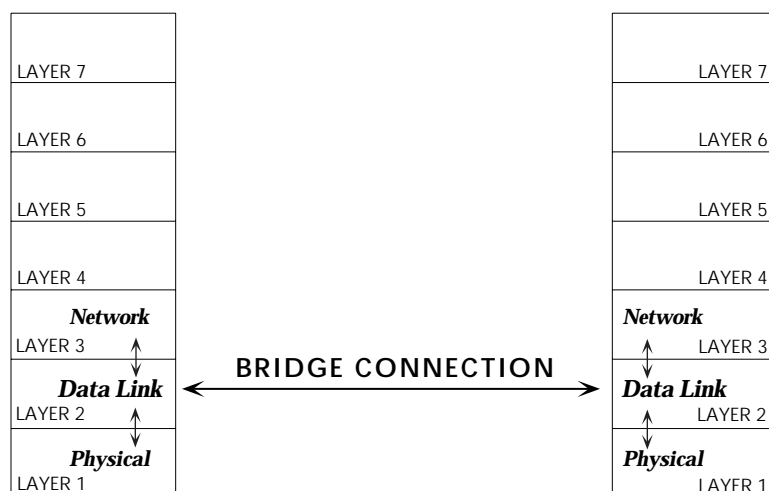 LAYER 7
LAYER 7
LAYER 6
LAYER 6
LAYER 5
LAYER 5
LAYER 4
LAYER 4
Network
Network
LAYER 3
LAYER 3
BRIDGE CONNECTION
Data Link
Data Link
LAYER 2
LAYER 2
Physical
Physical
LAYER 1
LAYER 1